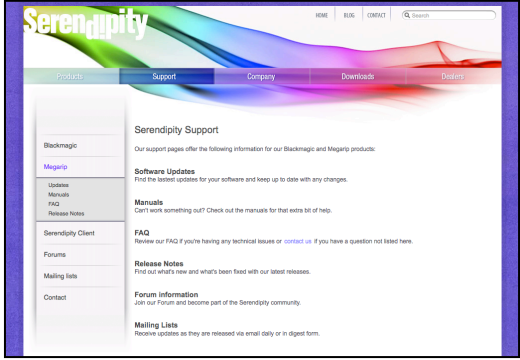 Serendipity
HOME BLOG CONTACT Search
Products Support Company Downloads Dealers
Blackmagic
Megarip
Updates
Manuals
FAQ
Release Notes
Serendipity Client
Forums
Mailing lists
Contact
Serendipity Support
Our support pages offer the following information for our Blackmagic and Megarip products:
Software Updates
Find the lastest updates for your software and keep up to date with any changes.
Manuals
Can't work something out? Check out the manuals for that extra bit of help.
FAQ
Review our FAQ if you're having any technical issues or contact us if you have a question not listed here.
Release Notes
Find out what's new and what's been fixed with our latest releases.
Forum information
Join our Forum and become part of the Serendipity community.
Mailing Lists
Receive updates as they are released via email daily or in digest form.